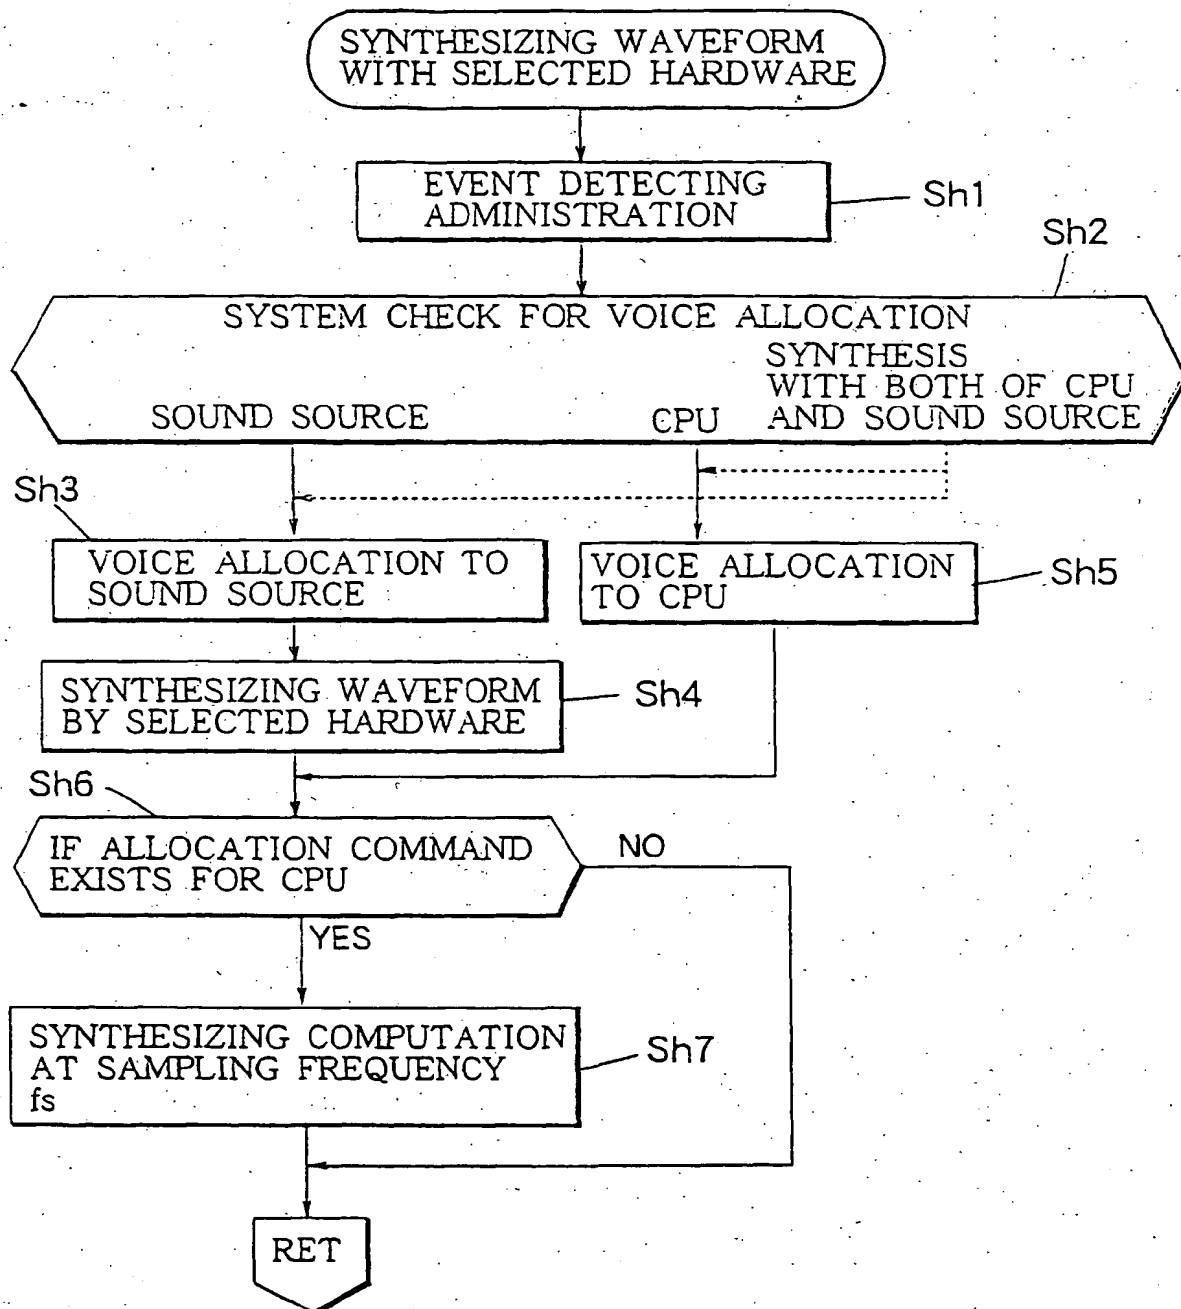 SYNTHESIZING WAVEFORM
WITH SELECTED HARDWARE
EVENT DETECTING
ADMINISTRATION
Sh1
Sh2
SYSTEM CHECK FOR VOICE ALLOCATION
SYNTHESIS
WITH BOTH OF CPU
AND SOUND SOURCE
SOUND SOURCE
CPU
Sh3
VOICE ALLOCATION TO
SOUND SOURCE
VOICE ALLOCATION
TO CPU
Sh5
SYNTHESIZING WAVEFORM
BY SELECTED HARDWARE
Sh4
Sh6
IF ALLOCATION COMMAND
EXISTS FOR CPU
NO
YES
SYNTHESIZING COMPUTATION
AT SAMPLING FREQUENCY
fs
Sh7
RET